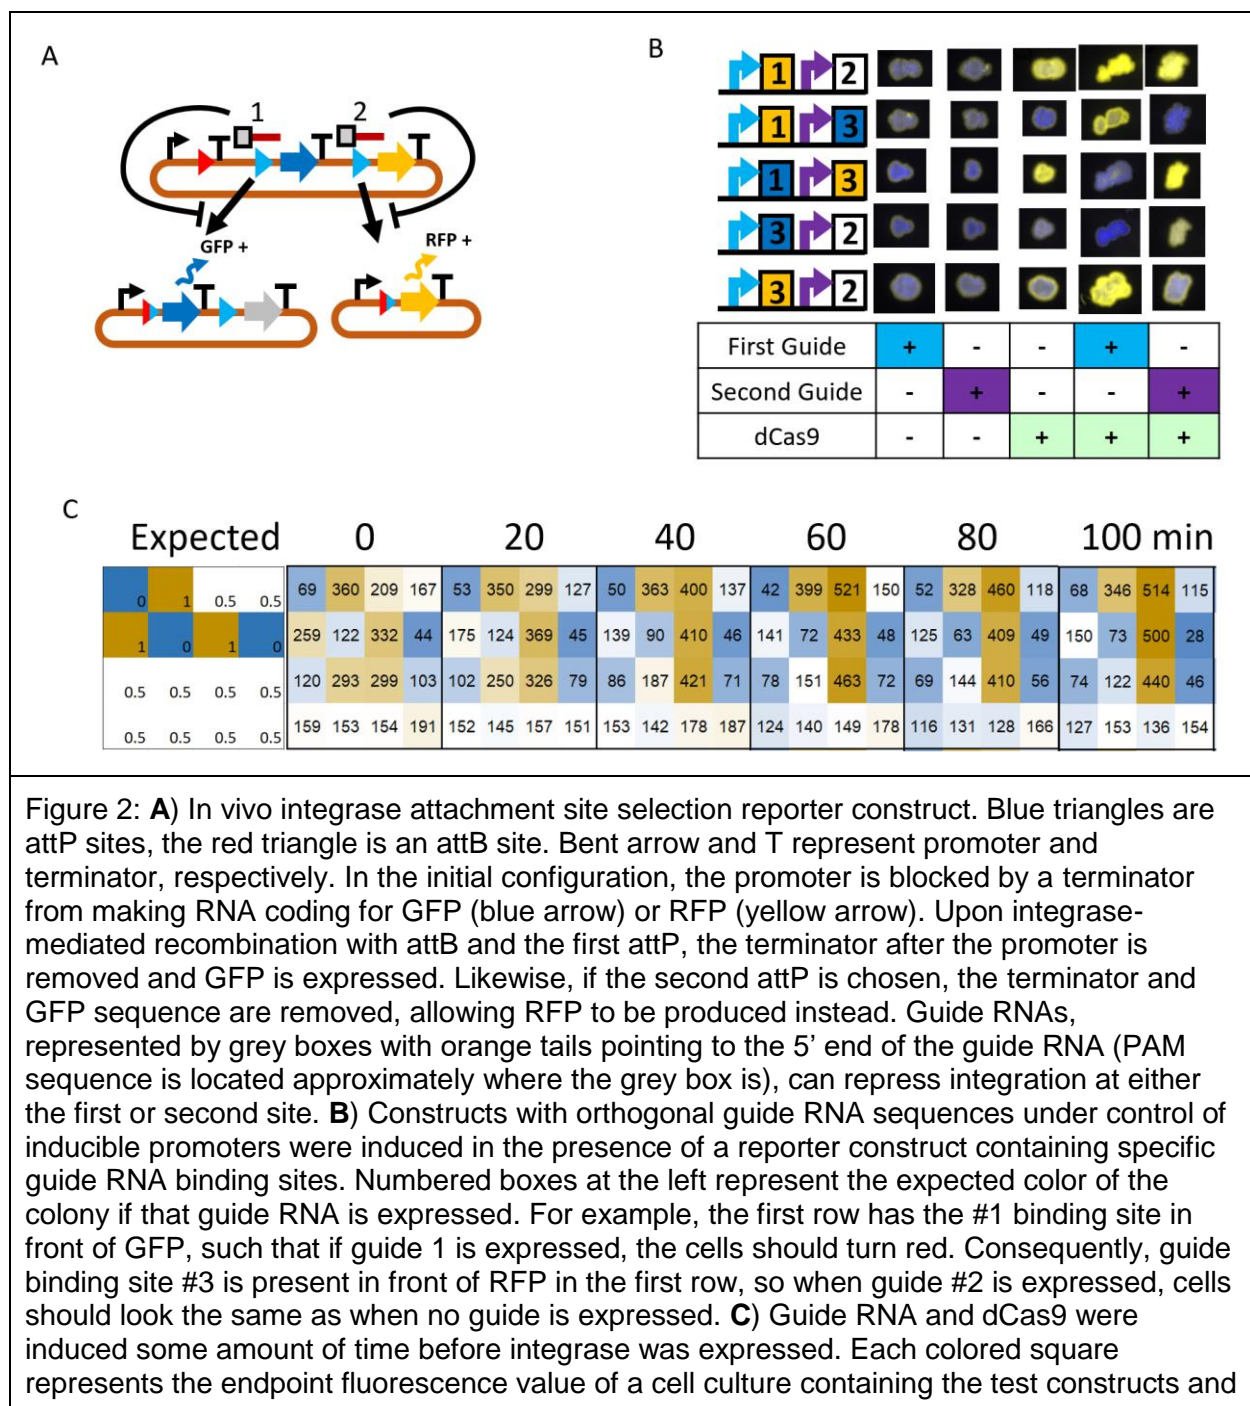 A
1
2
GFP +
RFP +
B
1 2
1 3
1 3
3 2
3 2
First Guide + - - + -
Second Guide - + - - +
dCas9 - - + + +
C
Expected 0 20 40 60 80 100 min
0 1 0.5 0.5 69 360 209 167 53 350 299 127 50 363 400 137 42 399 521 150 52 328 460 118 68 346 514 115
1 0 1 0 259 122 332 44 175 124 369 45 139 90 410 46 141 72 433 48 125 63 409 49 150 73 500 28
0.5 0.5 0.5 0.5 120 293 299 103 102 250 326 79 86 187 421 71 78 151 463 72 69 144 410 56 74 122 440 46
0.5 0.5 0.5 0.5 159 153 154 191 152 145 157 151 153 142 178 187 124 140 149 178 116 131 128 166 127 153 136 154
Figure 2: A) In vivo integrase attachment site selection reporter construct. Blue triangles are
attP sites, the red triangle is an attB site. Bent arrow and T represent promoter and
terminator, respectively. In the initial configuration, the promoter is blocked by a terminator
from making RNA coding for GFP (blue arrow) or RFP (yellow arrow). Upon integrase-
mediated recombination with attB and the first attP, the terminator after the promoter is
removed and GFP is expressed. Likewise, if the second attP is chosen, the terminator and
GFP sequence are removed, allowing RFP to be produced instead. Guide RNAs,
represented by grey boxes with orange tails pointing to the 5’ end of the guide RNA (PAM
sequence is located approximately where the grey box is), can repress integration at either
the first or second site. B) Constructs with orthogonal guide RNA sequences under control of
inducible promoters were induced in the presence of a reporter construct containing specific
guide RNA binding sites. Numbered boxes at the left represent the expected color of the
colony if that guide RNA is expressed. For example, the first row has the #1 binding site in
front of GFP, such that if guide 1 is expressed, the cells should turn red. Consequently, guide
binding site #3 is present in front of RFP in the first row, so when guide #2 is expressed, cells
should look the same as when no guide is expressed. C) Guide RNA and dCas9 were
induced some amount of time before integrase was expressed. Each colored square
represents the endpoint fluorescence value of a cell culture containing the test constructs and